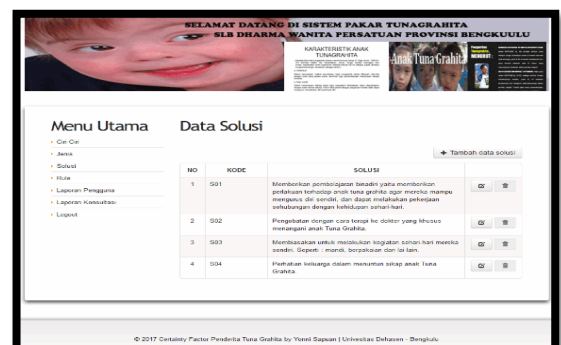 SELAMAT DATANG DI SISTEM PAKAR TUNAGRAHITA
SLB DHARMA WANITA PERSATUAN PROVINSI BENGKUULU
KARAKTERISTIK ANAK
TUNAGRAHITA
Anak Tuna Grahita
Menu Utama
Ciri-Ciri
Jenis
Solusi
Rule
Laporan Pengguna
Laporan Konsultasi
Logout
Data Solusi
+ Tambah data solusi
NO KODE SOLUSI
1 S01 Memberikan pembelajaran binadiri yaitu memberikan
perlakuan terhadap anak tuna grahita agar mereka mampu
mengurus diri sendiri, dan dapat melakukan pekerjaan
sehubungan dengan kehidupan sehari-hari.
2 S02 Pengobatan dengan cara terapi ke dokter yang khusus
menangani anak Tuna Grahita.
3 S03 Membiasakan untuk melakukan kegiatan sehari-hari mereka
sendiri. Seperti : mandi, berpakaian dan lai lain.
4 S04 Perhatian keluarga dalam menuntun sikap anak Tuna
Grahita.
© 2017 Certainty Factor Penderita Tuna Grahita by Yonni Sapuan | Univesitas Dehasen - Bengkulu